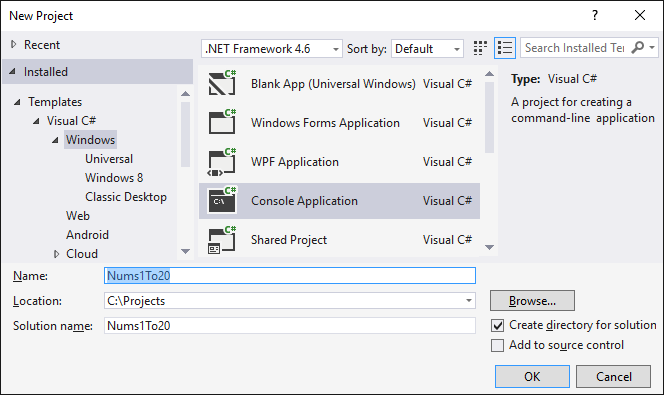 New Project
? ×
Recent
.NET Framework 4.6 Sort by: Default Search Installed Ter
Installed
Templates
Visual C#
Windows
Universal
Windows 8
Classic Desktop
Web
Android
Cloud
C# Blank App (Universal Windows) Visual C#
C# Windows Forms Application Visual C#
C# WPF Application Visual C#
C# C:\ Console Application Visual C#
C# Shared Project Visual C#
Type: Visual C#
A project for creating a
command-line application
Name: Nums1To20
Location: C:\Projects Browse...
Solution name: Nums1To20
Create directory for solution
Add to source control
OK Cancel